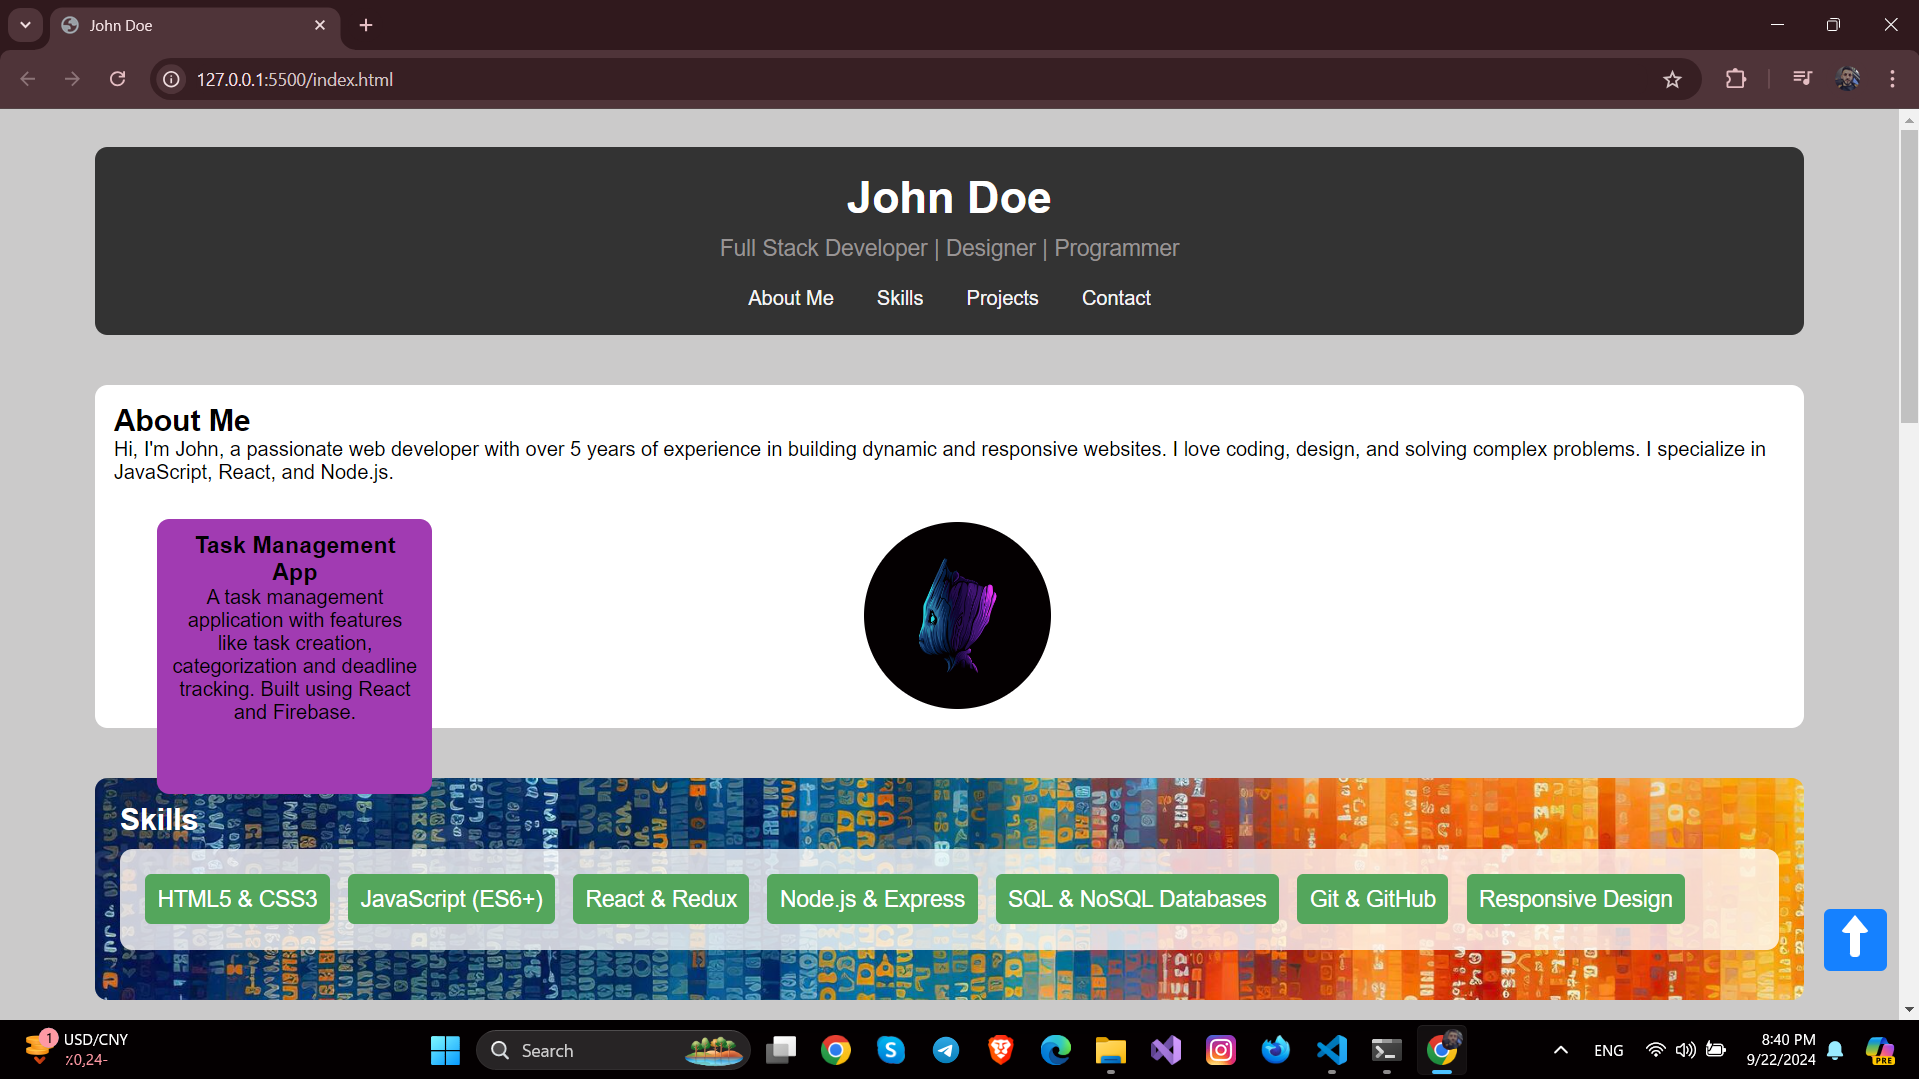 John Doe
127.0.0.1:5500/index.html
John Doe
Full Stack Developer | Designer | Programmer
About Me Skills Projects Contact
About Me
Hi, I'm John, a passionate web developer with over 5 years of experience in building dynamic and responsive websites. I love coding, design, and solving complex problems. I specialize in
JavaScript, React, and Node.js.
Task Management
App
A task management
application with features
like task creation,
categorization and deadline
tracking. Built using React
and Firebase.
Skills
HTML5 & CSS3 JavaScript (ES6+) React & Redux Node.js & Express SQL & NoSQL Databases Git & GitHub Responsive Design
1
USD/CNY
٪0,24-
Search
ENG
8:40 PM
9/22/2024
PRE